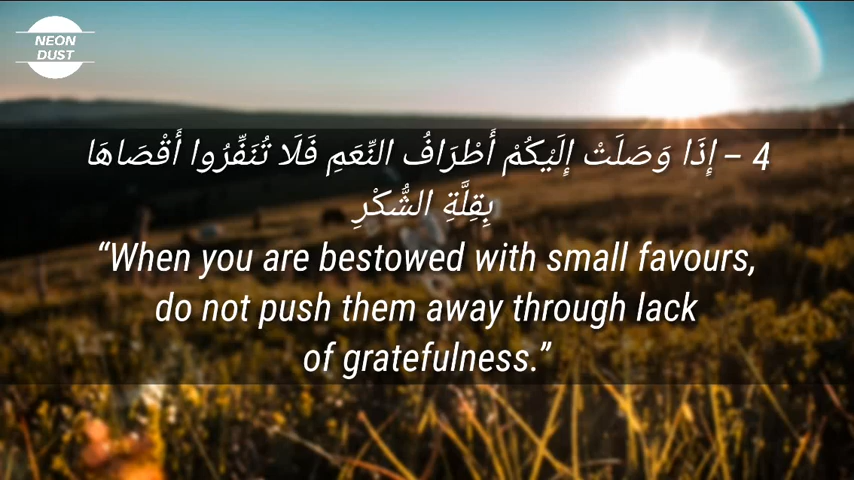 NEON
DUST
4 – إِذَا وَصَلَتْ إِلَيْكُمْ أَطْرَافُ النِّعَمِ فَلَا تُنَفِّرُوا أَقْصَاهَا
بِقِلَّةِ الشُّكْرِ
“When you are bestowed with small favours,
do not push them away through lack
of gratefulness.”